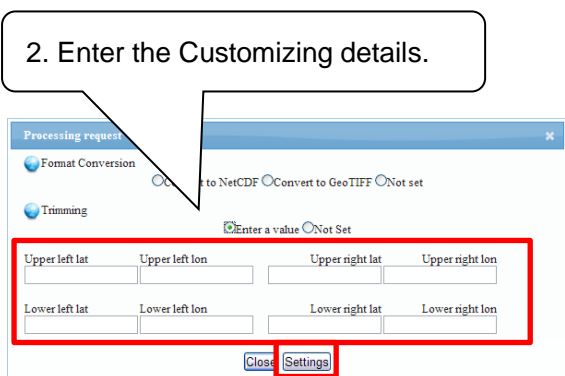 2. Enter the Customizing details.
Processing request
Format Conversion
to NetCDF Convert to GeoTIFF Not set
Trimming
Enter a value Not Set
Upper left lat Upper left lon Upper right lat Upper right lon
Lower left lat Lower left lon Lower right lat Lower right lon
Close Settings